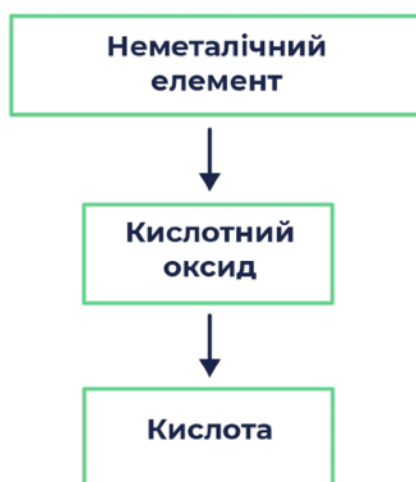 Неметалічний
елемент
Кислотний
оксид
Кислота